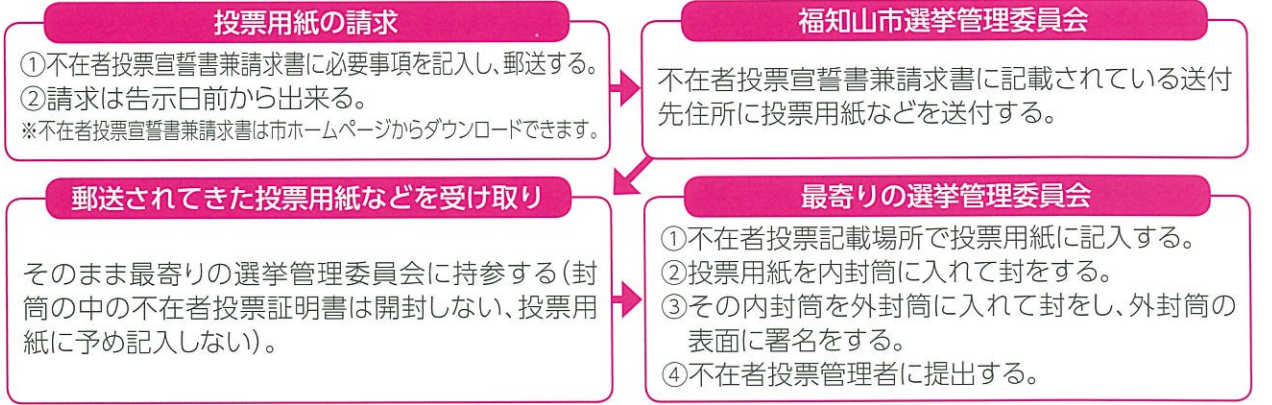 投票用紙の請求
①不在者投票宣誓書兼請求書に必要事項を記入し、郵送する。
②請求は告示日前から出来る。
※不在者投票宣誓書兼請求書は市ホームページからダウンロードできます。
福知山市選挙管理委員会
不在者投票宣誓書兼請求書に記載されている送付
先住所に投票用紙などを送付する。
郵送されてきた投票用紙などを受け取り
そのまま最寄りの選挙管理委員会に持参する(封
筒の中の不在者投票証明書は開封しない、投票用
紙に予め記入しない)。
最寄りの選挙管理委員会
①不在者投票記載場所で投票用紙に記入する。
②投票用紙を内封筒に入れて封をする。
③その内封筒を外封筒に入れて封をし、外封筒の
表面に署名をする。
④不在者投票管理者に提出する。